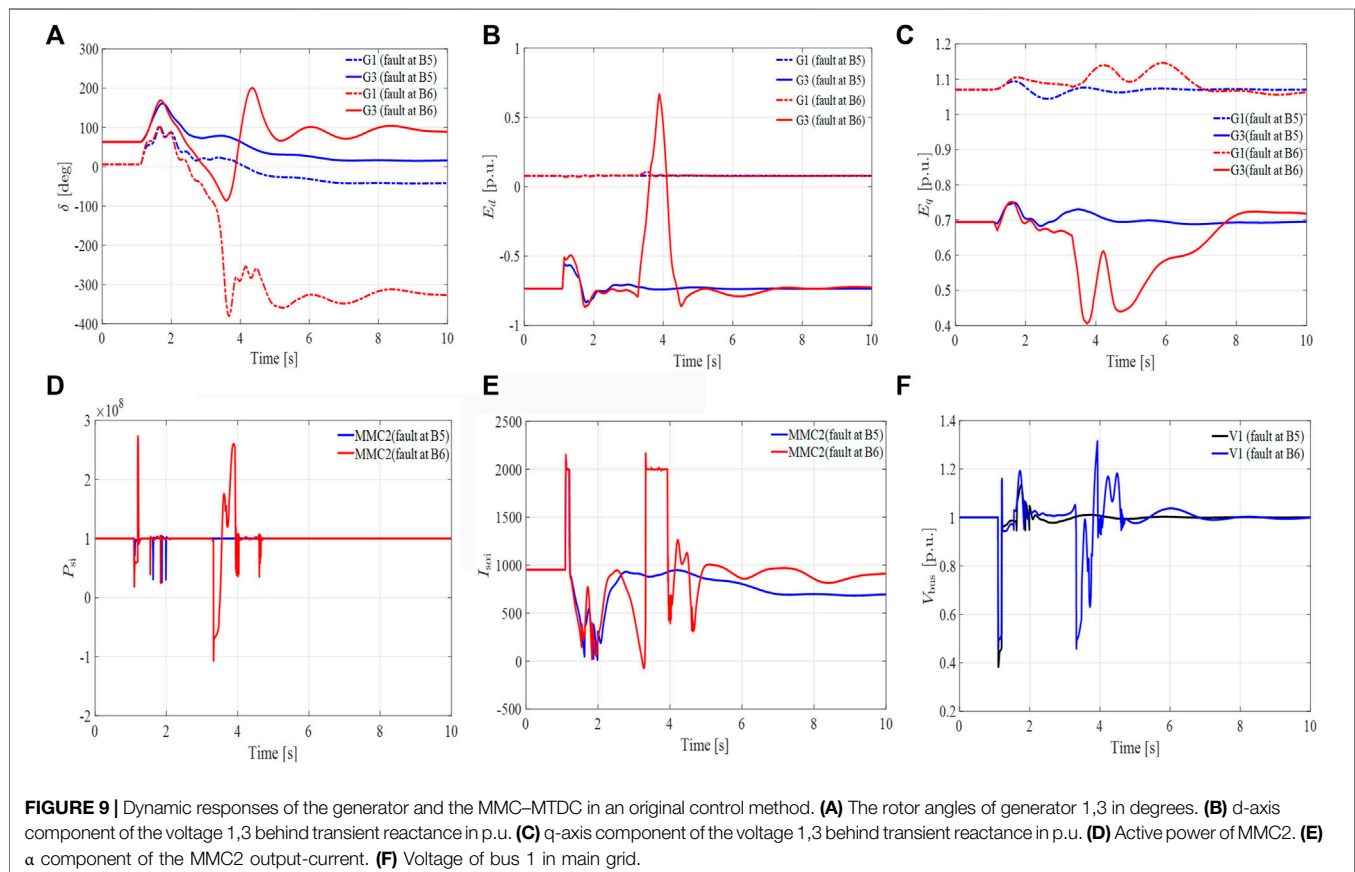 A
300
200
100
0
-100
-200
-300
-400
δ [deg]
G1 (fault at B5)
G3 (fault at B5)
G1 (fault at B6)
G3 (fault at B6)
0 2 4 6 8 10
Time [s]
B
1
0.5
0
-0.5
-1
E_d [p.u.]
G1 (fault at B5)
G3 (fault at B5)
G1 (fault at B6)
G3 (fault at B6)
0 2 4 6 8 10
Time [s]
C
1.2
1.1
1
0.9
0.8
0.7
0.6
0.5
0.4
E_q [p.u.]
G1(fault at B5)
G3(fault at B5)
G1(fault at B6)
G3(fault at B6)
0 2 4 6 8 10
Time [s]
D
×10⁸
3
2
1
0
-1
-2
P_si
MMC2(fault at B5)
MMC2(fault at B6)
0 2 4 6 8 10
Time [s]
E
2500
2000
1500
1000
500
0
-500
I_sαi
MMC2(fault at B5)
MMC2(fault at B6)
0 2 4 6 8 10
Time [s]
F
1.4
1.2
1
0.8
0.6
0.4
0.2
V_bus [p.u.]
V1 (fault at B5)
V1 (fault at B6)
0 2 4 6 8 10
Time [s]
FIGURE 9 | Dynamic responses of the generator and the MMC–MTDC in an original control method. (A) The rotor angles of generator 1,3 in degrees. (B) d-axis
component of the voltage 1,3 behind transient reactance in p.u. (C) q-axis component of the voltage 1,3 behind transient reactance in p.u. (D) Active power of MMC2. (E)
α component of the MMC2 output-current. (F) Voltage of bus 1 in main grid.